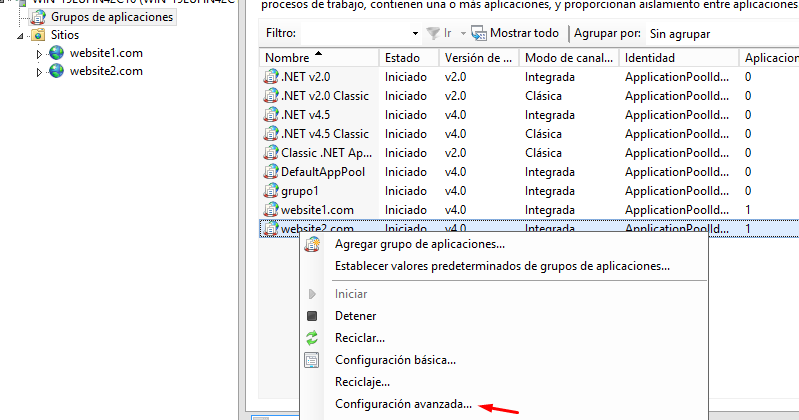 Grupos de aplicaciones
Sitios
website1.com
website2.com
procesos de trabajo, contienen una o más aplicaciones, y proporcionan aislamiento entre aplicaciones
Filtro: Ir Mostrar todo Agrupar por: Sin agrupar
Nombre Estado Versión de ... Modo de canal... Identidad Aplicacion
.NET v2.0 Iniciado v2.0 Integrada ApplicationPoolId... 0
.NET v2.0 Classic Iniciado v2.0 Clásica ApplicationPoolId... 0
.NET v4.5 Iniciado v4.0 Integrada ApplicationPoolId... 0
.NET v4.5 Classic Iniciado v4.0 Clásica ApplicationPoolId... 0
Classic .NET Ap... Iniciado v2.0 Clásica ApplicationPoolId... 0
DefaultAppPool Iniciado v4.0 Integrada ApplicationPoolId... 0
grupo1 Iniciado v4.0 Integrada ApplicationPoolId... 0
website1.com Iniciado v4.0 Integrada ApplicationPoolId... 1
website2.com Iniciado v4.0 Integrada ApplicationPoolId... 1
Agregar grupo de aplicaciones...
Establecer valores predeterminados de grupos de aplicaciones...
Iniciar
Detener
Reciclar...
Configuración básica...
Reciclaje...
Configuración avanzada...